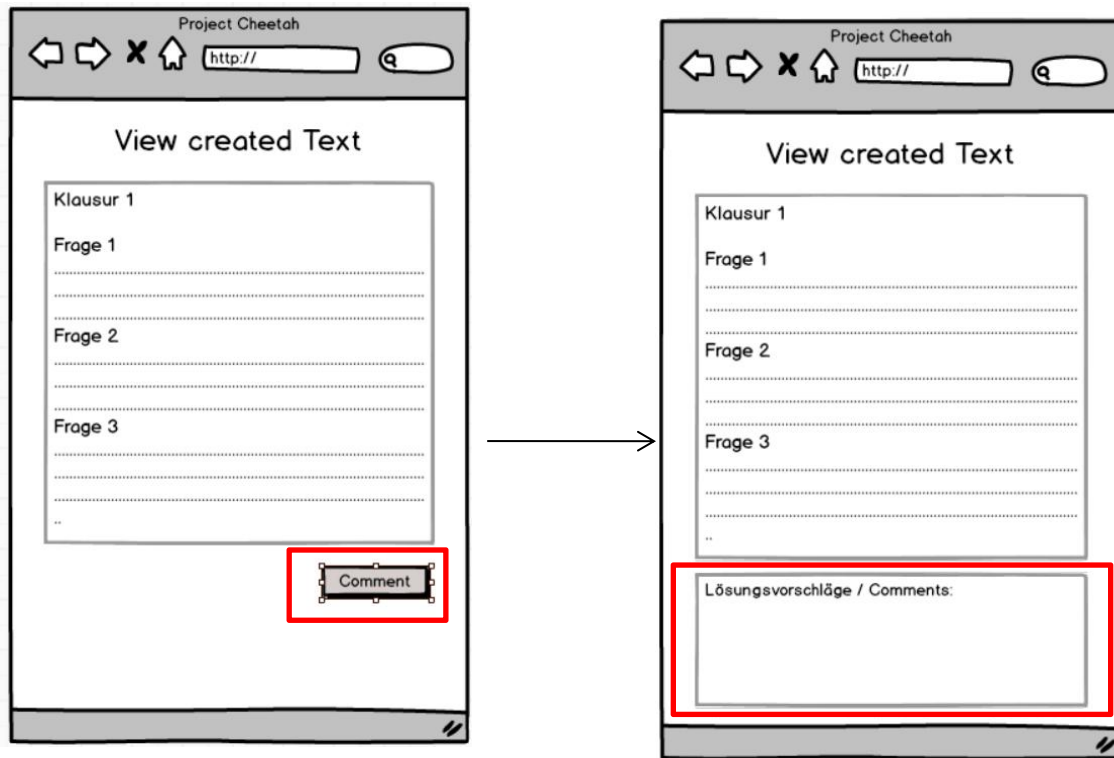 Project Cheetah
http://
View created Text
Klausur 1
Frage 1
Frage 2
Frage 3
..
Comment
Project Cheetah
http://
View created Text
Klausur 1
Frage 1
Frage 2
Frage 3
..
Lösungsvorschläge / Comments: